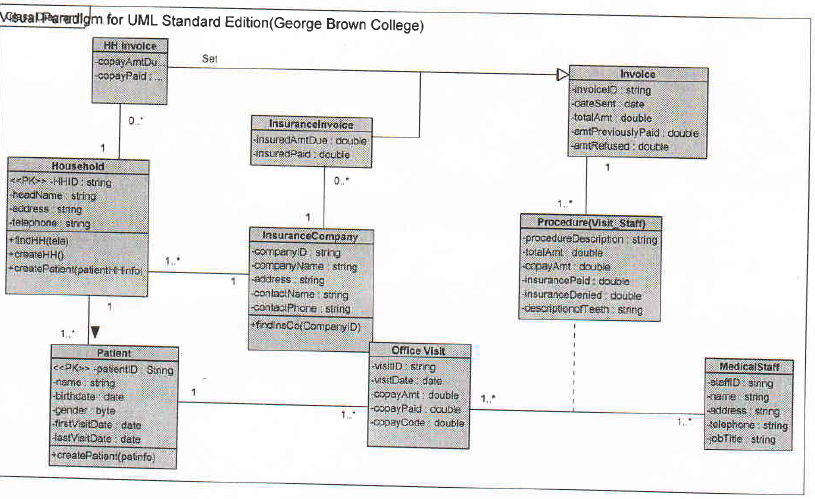 Visual Paradigm for UML Standard Edition(George Brown College)
HH Invoice
-copayAmtDu...
-copayPaid : ...
Set
Invoice
-invoiceID : string
-dateSent : date
-totalAmt : double
-amtPreviouslyPaid : double
-amtRefused : double
InsuranceInvoice
-insuredAmtDue : double
-insuredPaid : double
0..*
1
0..*
1
1
1..*
Household
<<PK>> -HHID : string
-headName : string
-address : string
-telephone : string
+findHH(tele)
+createHH()
+createPatient(patientHHinfo)
1..*
1
InsuranceCompany
-companyID : string
-companyName : string
-address : string
-contactName : string
-contactPhone : string
+findInsCo(CompanyID)
Procedure(Visit_Staff)
-procedureDescription : string
-totalAmt : double
-copayAmt : double
-insurancePaid : double
-insuranceDenied : double
-descriptionofTeeth : string
1
1..*
Patient
<<PK>> -patientID : String
-name : string
-birthdate : date
-gender : byte
-firstVisitDate : date
-lastVisitDate : date
+createPatient(patinfo)
1
1..*
Office Visit
-visitID : string
-visitDate : date
-copayAmt : double
-copayPaid : double
-copayCode : double
1..*
1..*
MedicalStaff
-staffID : string
-name : string
-address : string
-telephone : string
-jobTitle : string